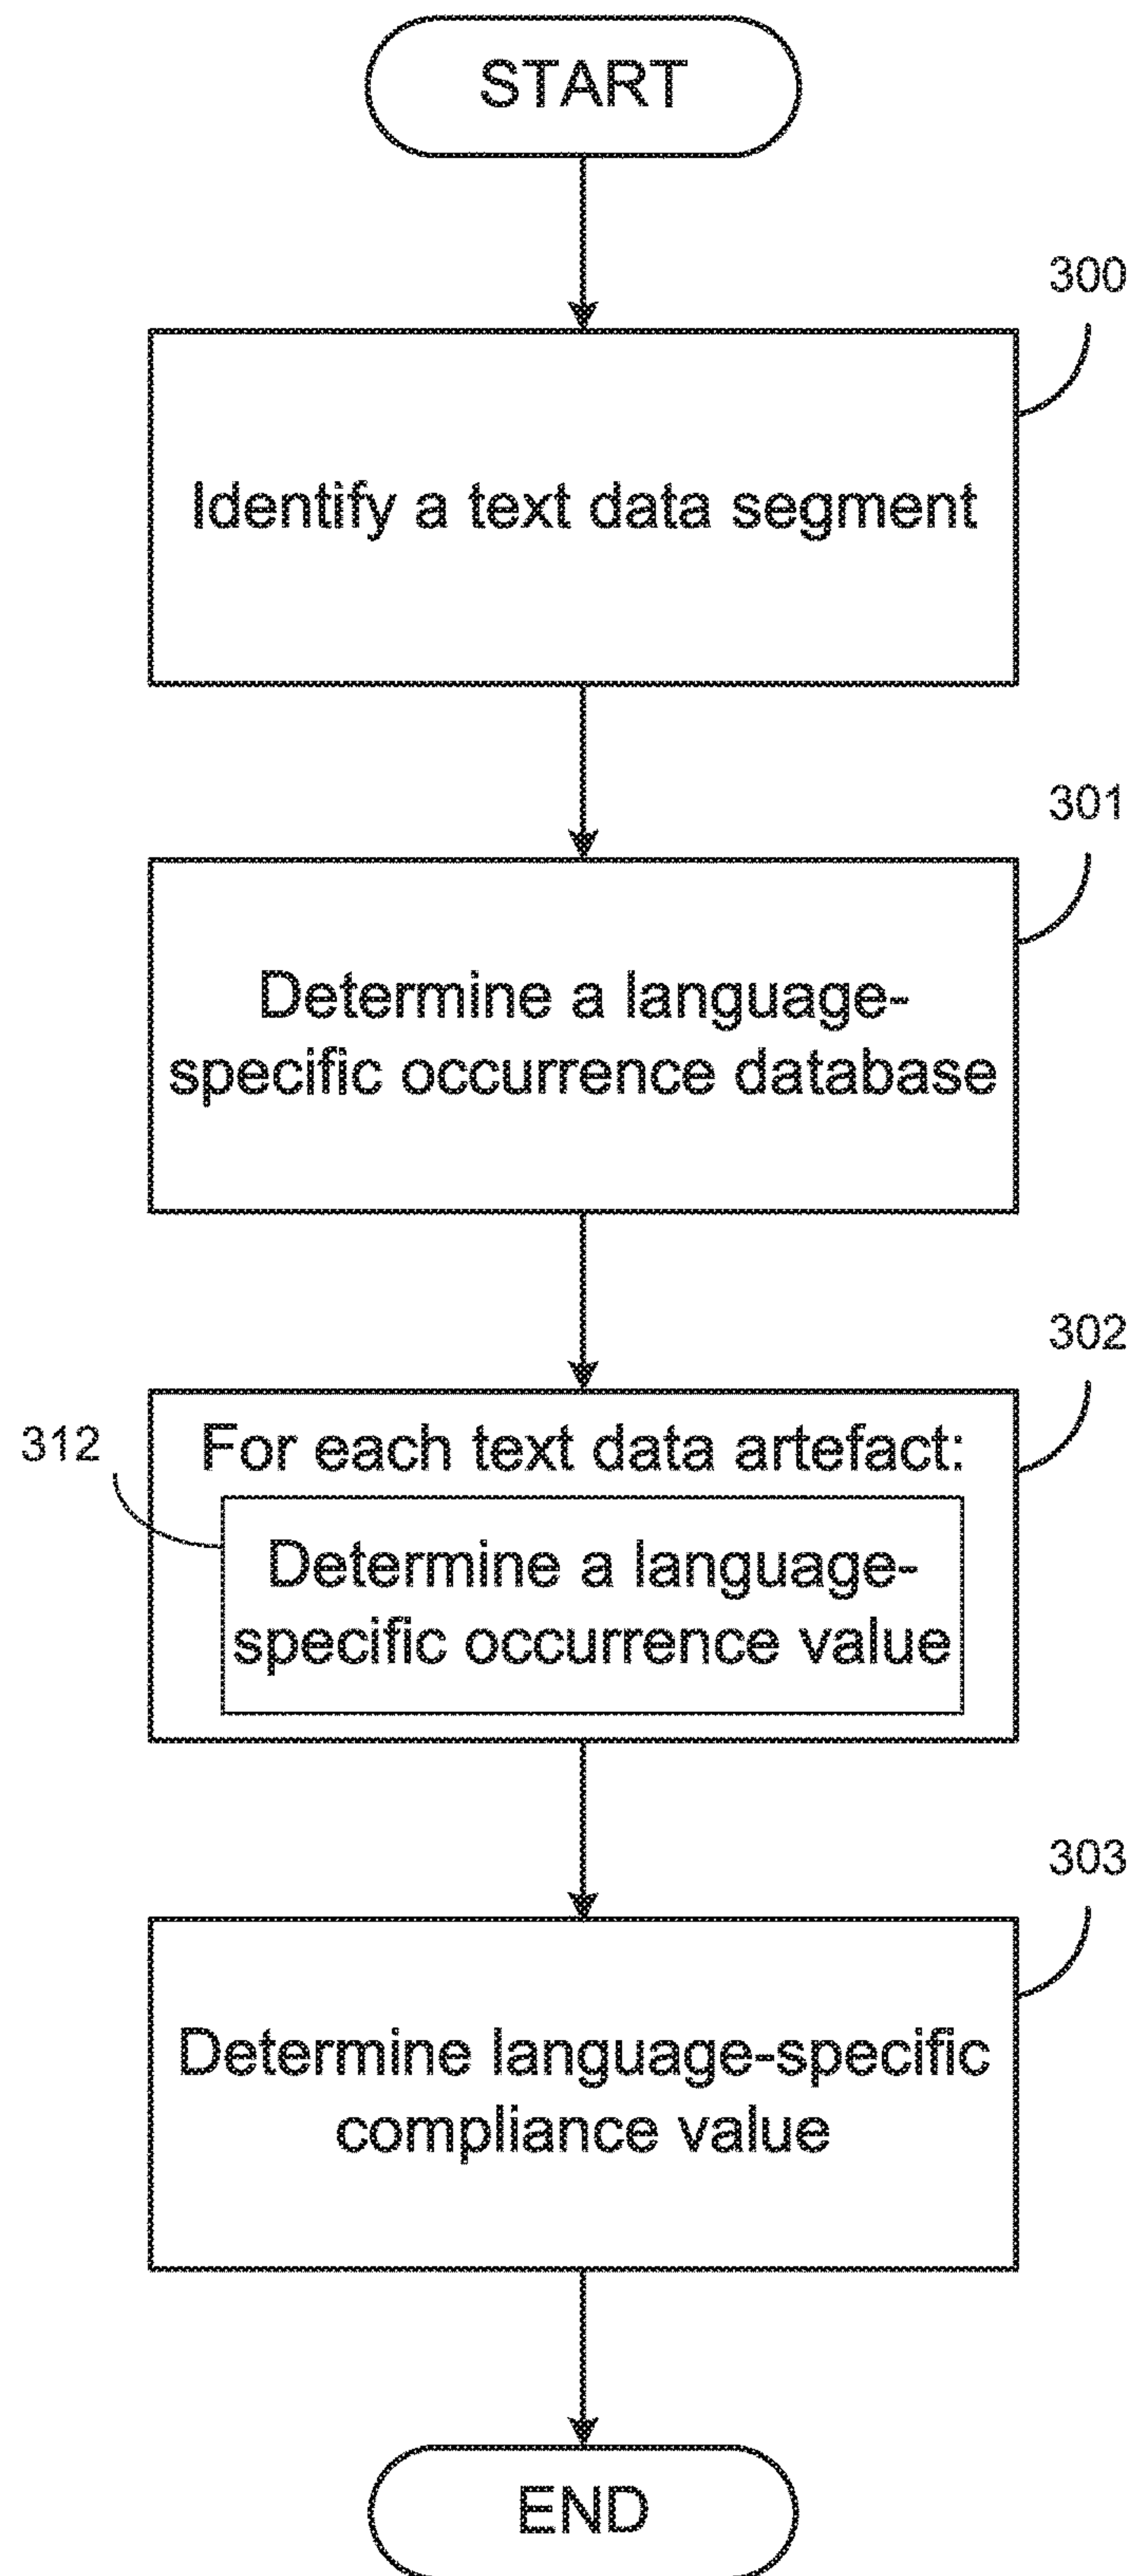 START
300
Identify a text data segment
301
Determine a language-
specific occurrence database
302
312
For each text data artefact:
Determine a language-
specific occurrence value
303
Determine language-specific
compliance value
END